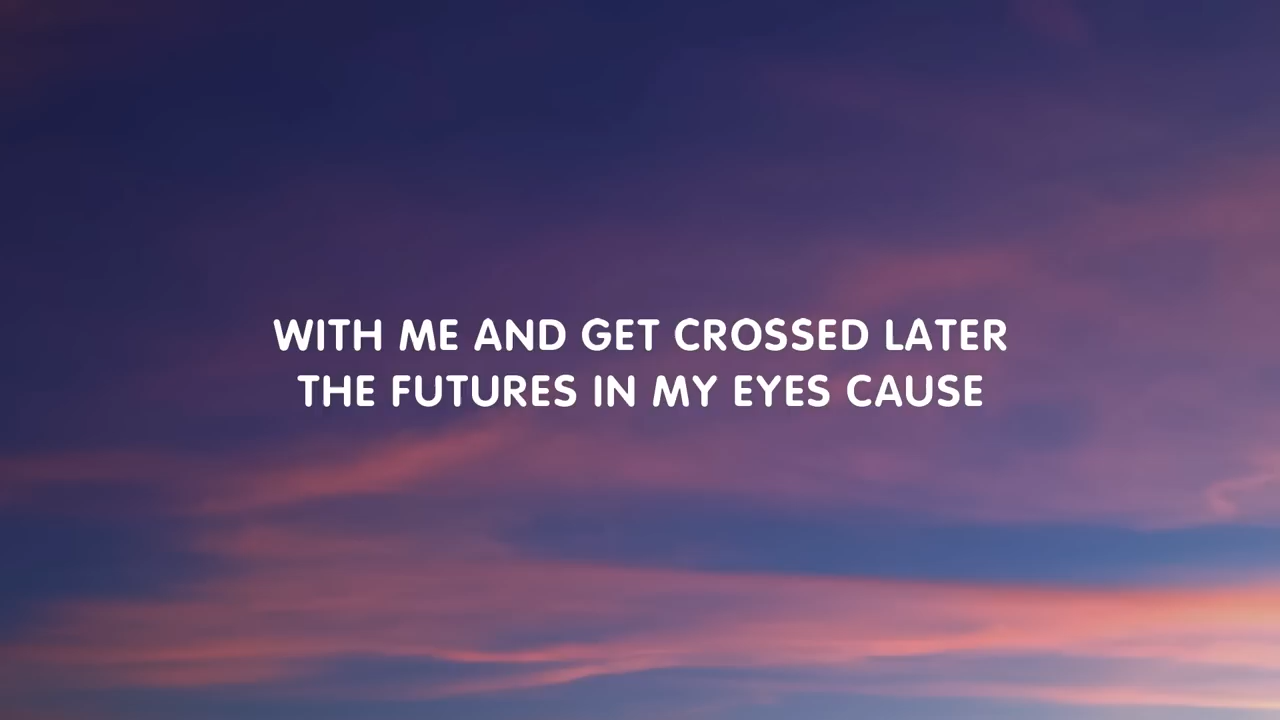 WITH ME AND GET CROSSED LATER
THE FUTURES IN MY EYES CAUSE